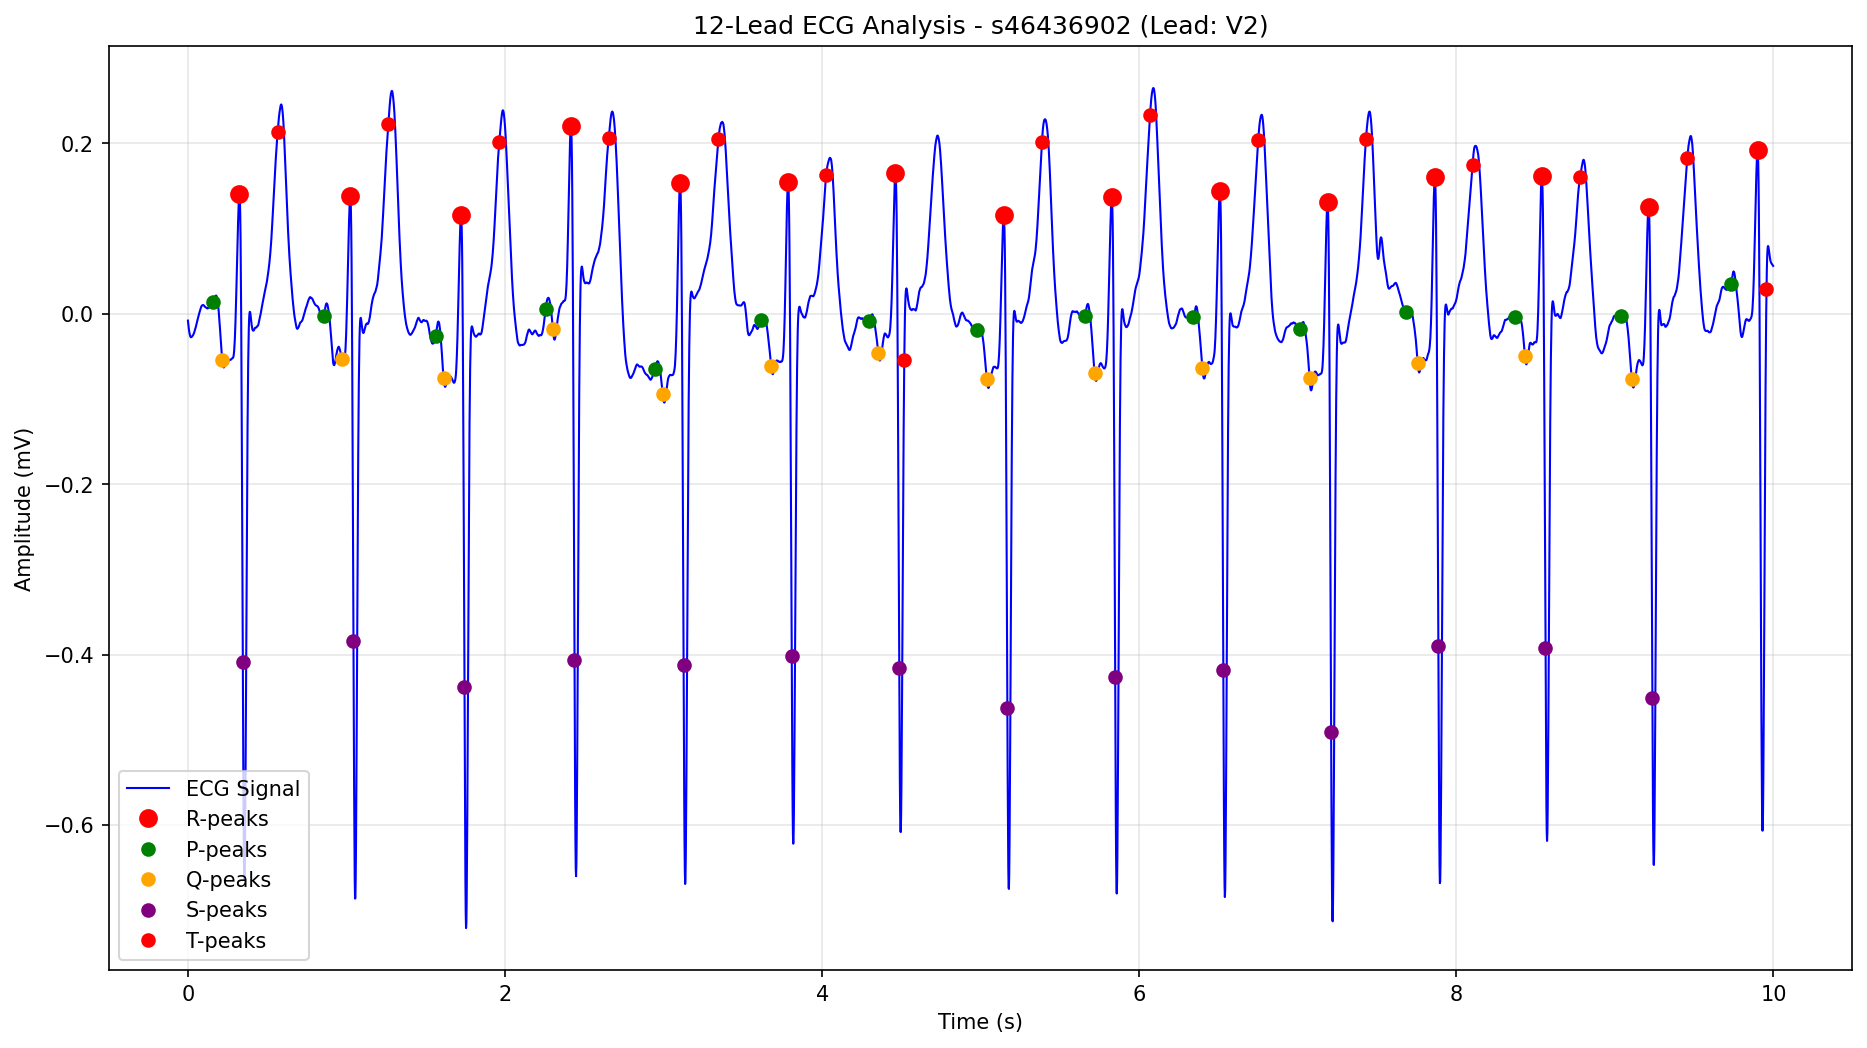 12-Lead ECG Analysis - s46436902 (Lead: V2)
Amplitude (mV)
0.2
0.0
−0.2
−0.4
−0.6
ECG Signal
R-peaks
P-peaks
Q-peaks
S-peaks
T-peaks
0 2 4 6 8 10
Time (s)